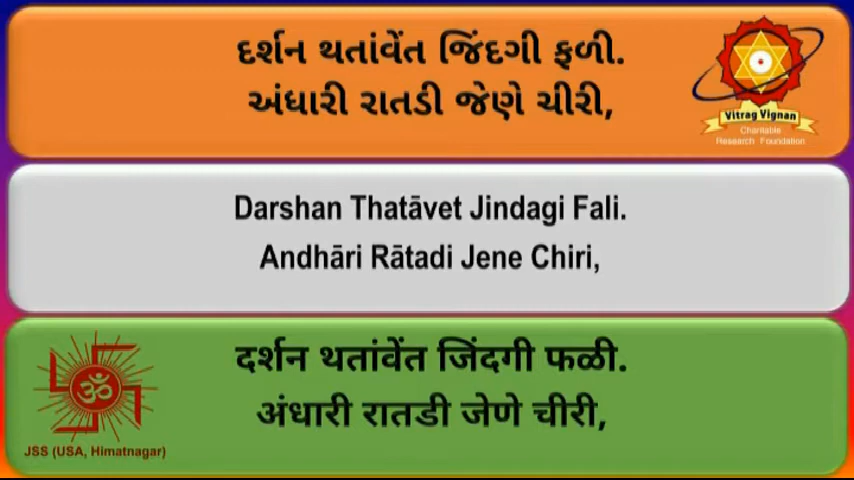 દર્શન થતાંવેંત જિંદગી ફળી.
અંધારી રાતડી જેણે ચીરી,
Vitrag Vignan
Charitable
Research Foundation
Darshan Thatāvet Jindagi Fali.
Andhāri Rātadi Jene Chiri,
दर्शन थतांवेंत जिंदगी फळी.
अंधारी रातडी जेणे चीरी,
ॐ
JSS (USA, Himatnagar)